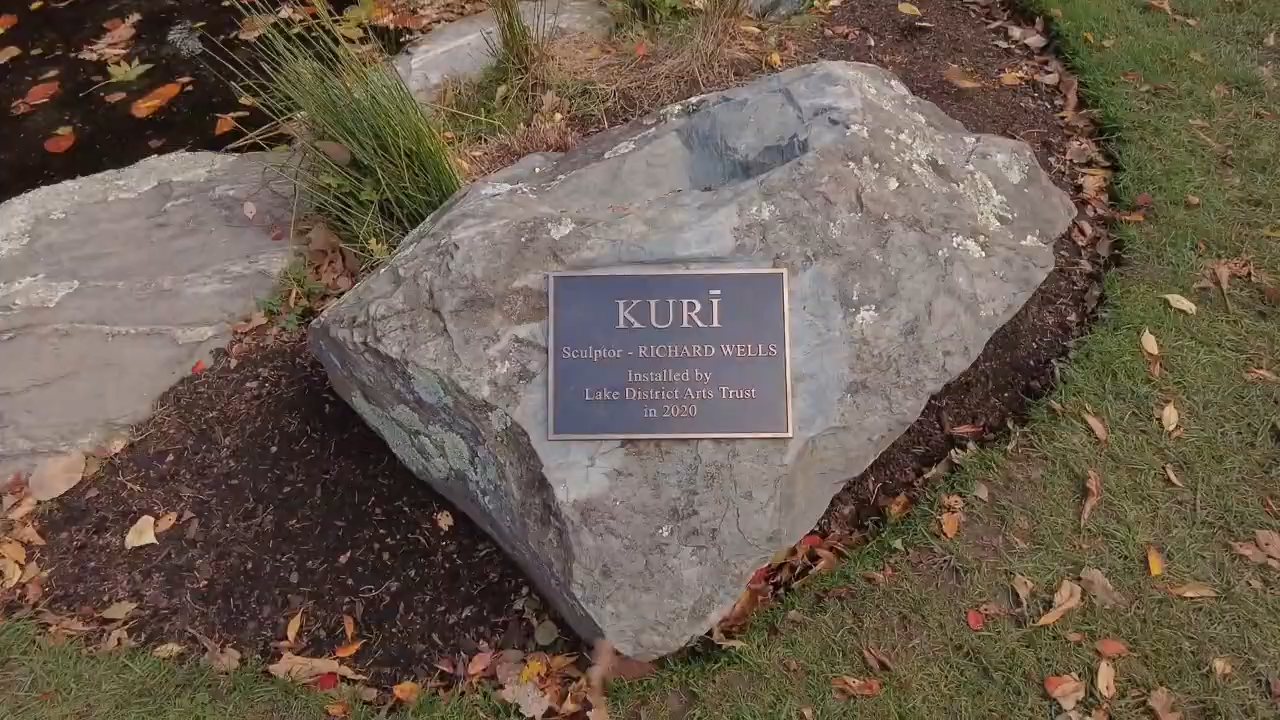 KURĪ
Sculptor - RICHARD WELLS
Installed by
Lake District Arts Trust
in 2020